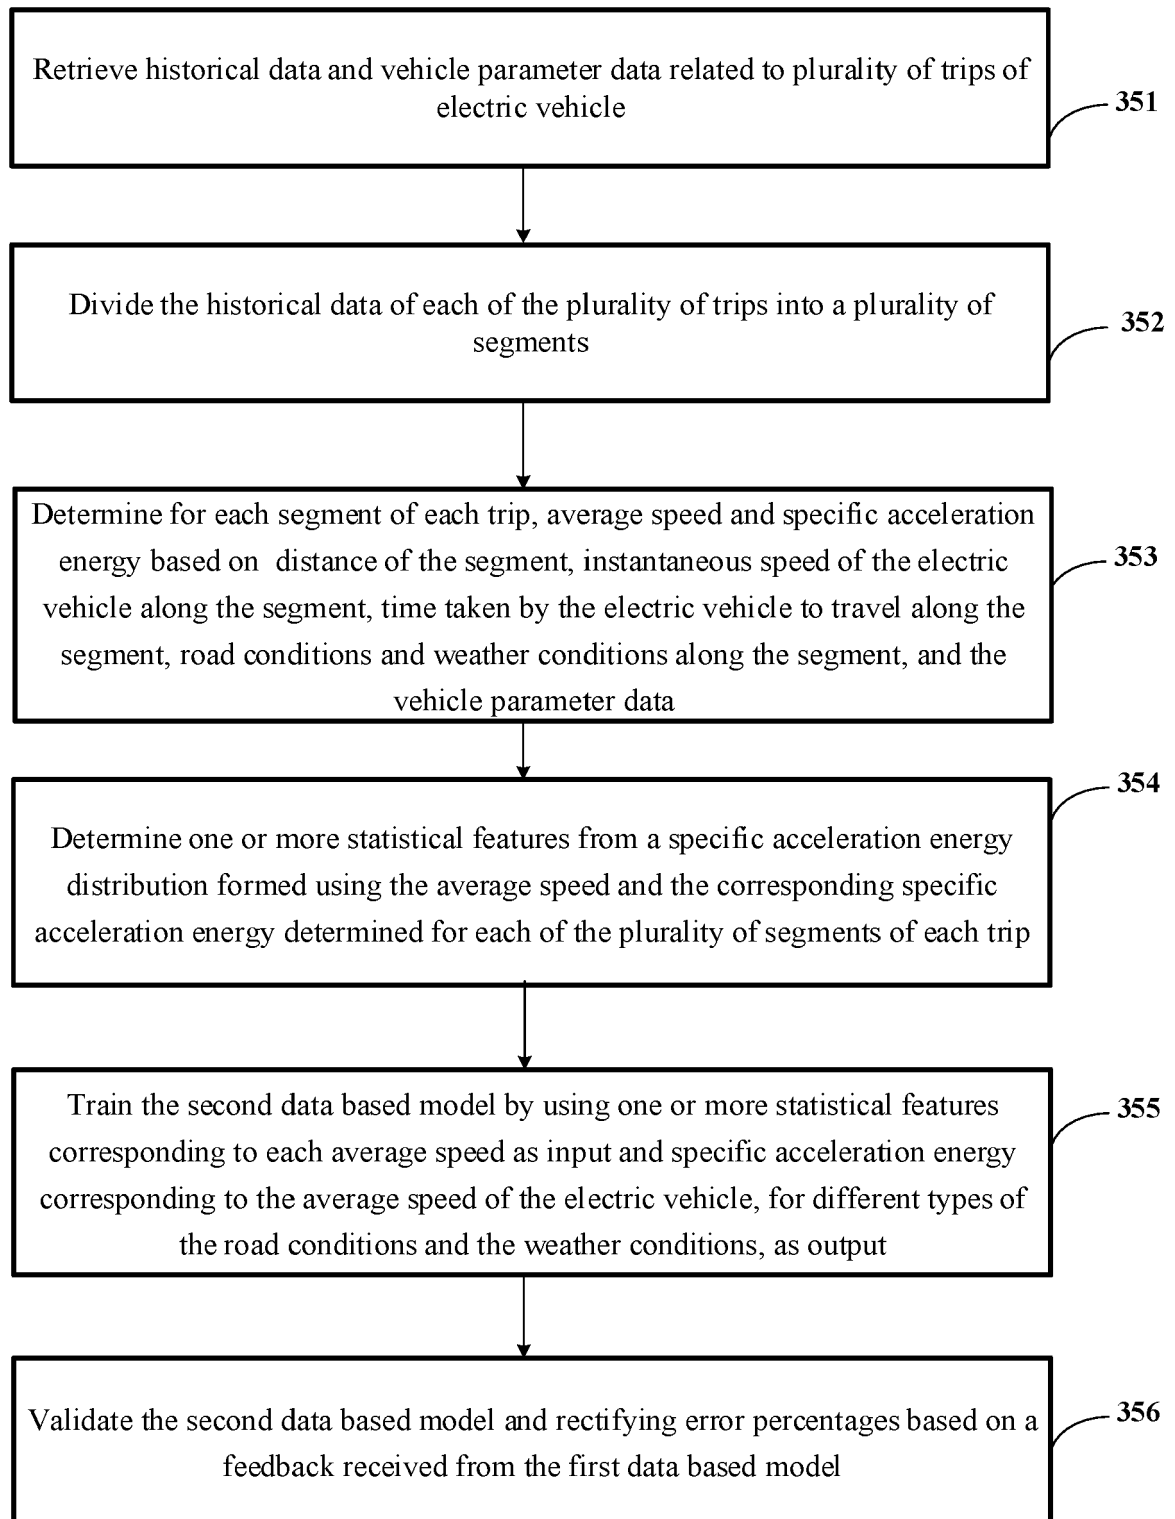 Retrieve historical data and vehicle parameter data related to plurality of trips of
electric vehicle
351
Divide the historical data of each of the plurality of trips into a plurality of
segments
352
Determine for each segment of each trip, average speed and specific acceleration
energy based on distance of the segment, instantaneous speed of the electric
vehicle along the segment, time taken by the electric vehicle to travel along the
segment, road conditions and weather conditions along the segment, and the
vehicle parameter data
353
354
Determine one or more statistical features from a specific acceleration energy
distribution formed using the average speed and the corresponding specific
acceleration energy determined for each of the plurality of segments of each trip
Train the second data based model by using one or more statistical features
corresponding to each average speed as input and specific acceleration energy
corresponding to the average speed of the electric vehicle, for different types of
the road conditions and the weather conditions, as output
355
Validate the second data based model and rectifying error percentages based on a
feedback received from the first data based model
356